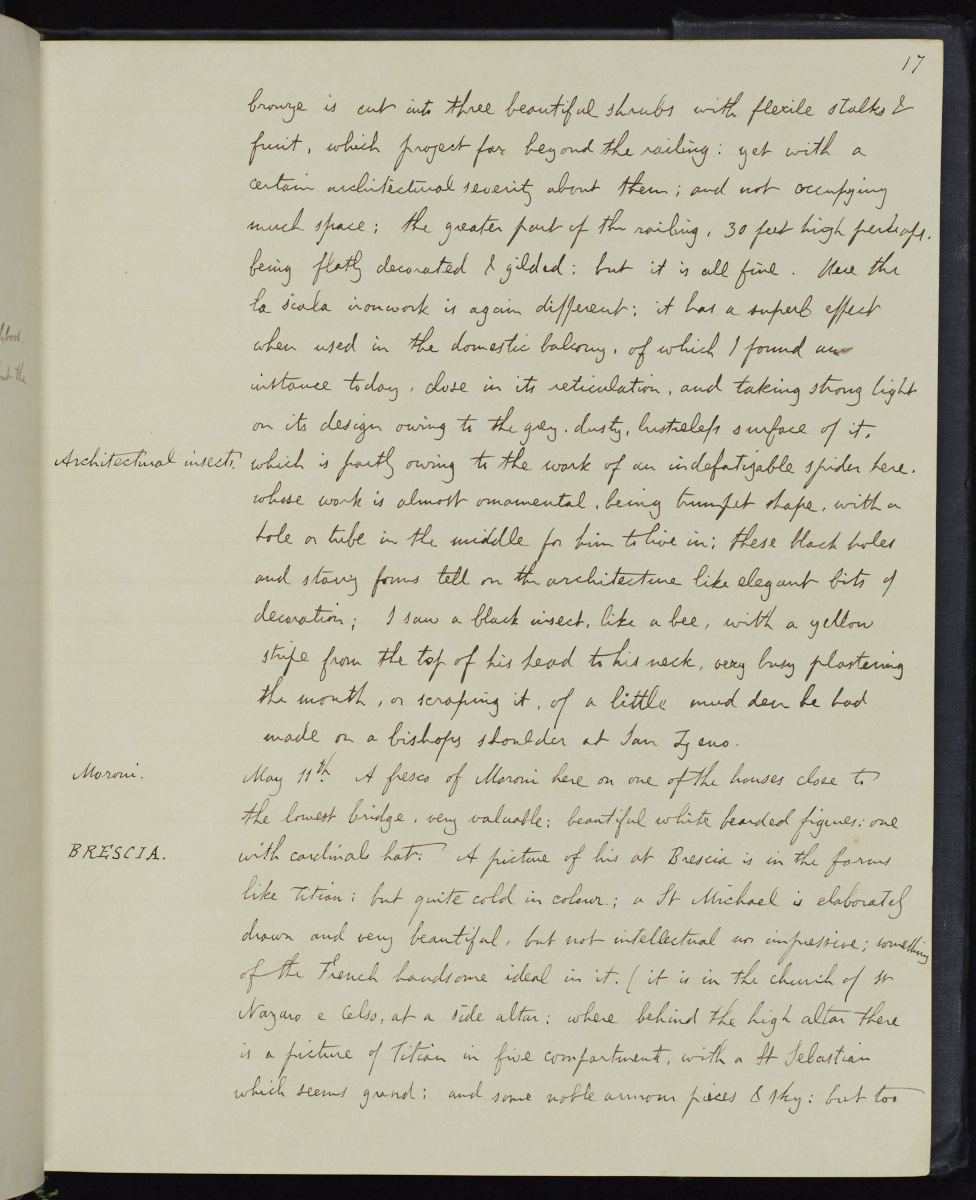 17
bronze is cut into three beautiful shrubs with flexile stalks &
fruit, which project far beyond the railing: yet with a
certain architectural severity about them; and not occupying
much space; the greater part of the railing, 30 feet high perhaps.
being flatly decorated & gilded: but it is all fine. Here the
la scala ironwork is again different; it has a superb effect
when used in the domestic balcony, of which I found an
instance today, close in its reticulation, and taking strong light
on its design owing to the grey, dusty, lustreless surface of it,
Architectural insects. which is partly owing to the work of an indefatigable spider here.
whose work is almost ornamental, being trumpet shape, with a
hole or tube in the middle for him to live in; these black holes
and starry forms tell on the architecture like elegant bits of
decoration; I saw a black insect, like a bee, with a yellow
stripe from the top of his head to his neck, very busy plastering
the mouth, or scraping it, of a little mud den he had
made on a bishops shoulder at San Zeno.
Moroni. May 11th. A fresco of Moroni here on one of the houses close to
the lowest bridge, very valuable; beautiful white bearded figures; one
BRESCIA. with cardinals hat: A picture of his at Brescia is in the forms
like Titian; but quite cold in colour.; a St Michael is elaborately
drawn and very beautiful, but not intellectual nor impressive; something
of the French handsome ideal in it. (it is in the church of st
Nazaro e Celso, at a side altar: where behind the high altar there
is a picture of Titian in five compartment, with a St Sebastian
which seems grand; and some noble armour pieces & sky: but too